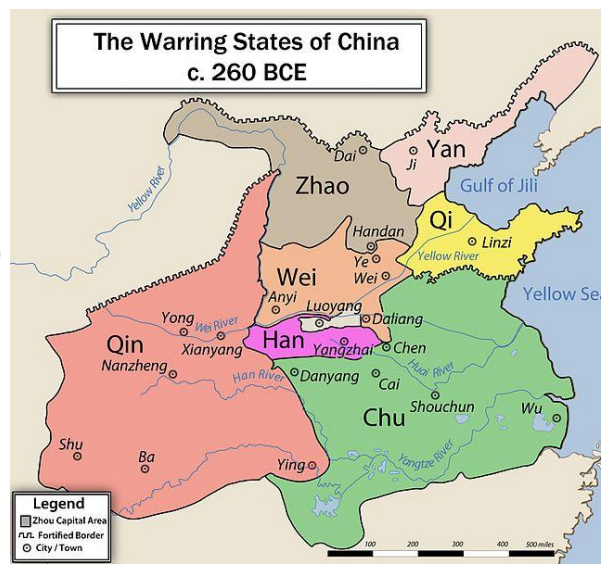 The Warring States of China
c. 260 BCE
Dai
Ji
Yan
Zhao
Gulf of Jili
Yellow River
Qi
Handan
Linzi
Ye
Yellow River
Wei
Wei
Anyi
Luoyang
Yellow Sea
Yong
Wei River
Daliang
Qin
Xianyang
Han
Yangzhai
Chen
Nanzheng
Han River
Danyang
Cai
Huai River
Shouchun
Chu
Wu
Shu
Ba
Ying
Yangtze River
Legend
Zhou Capital Area
Fortified Border
City / Town
100
200
300
400
500 miles